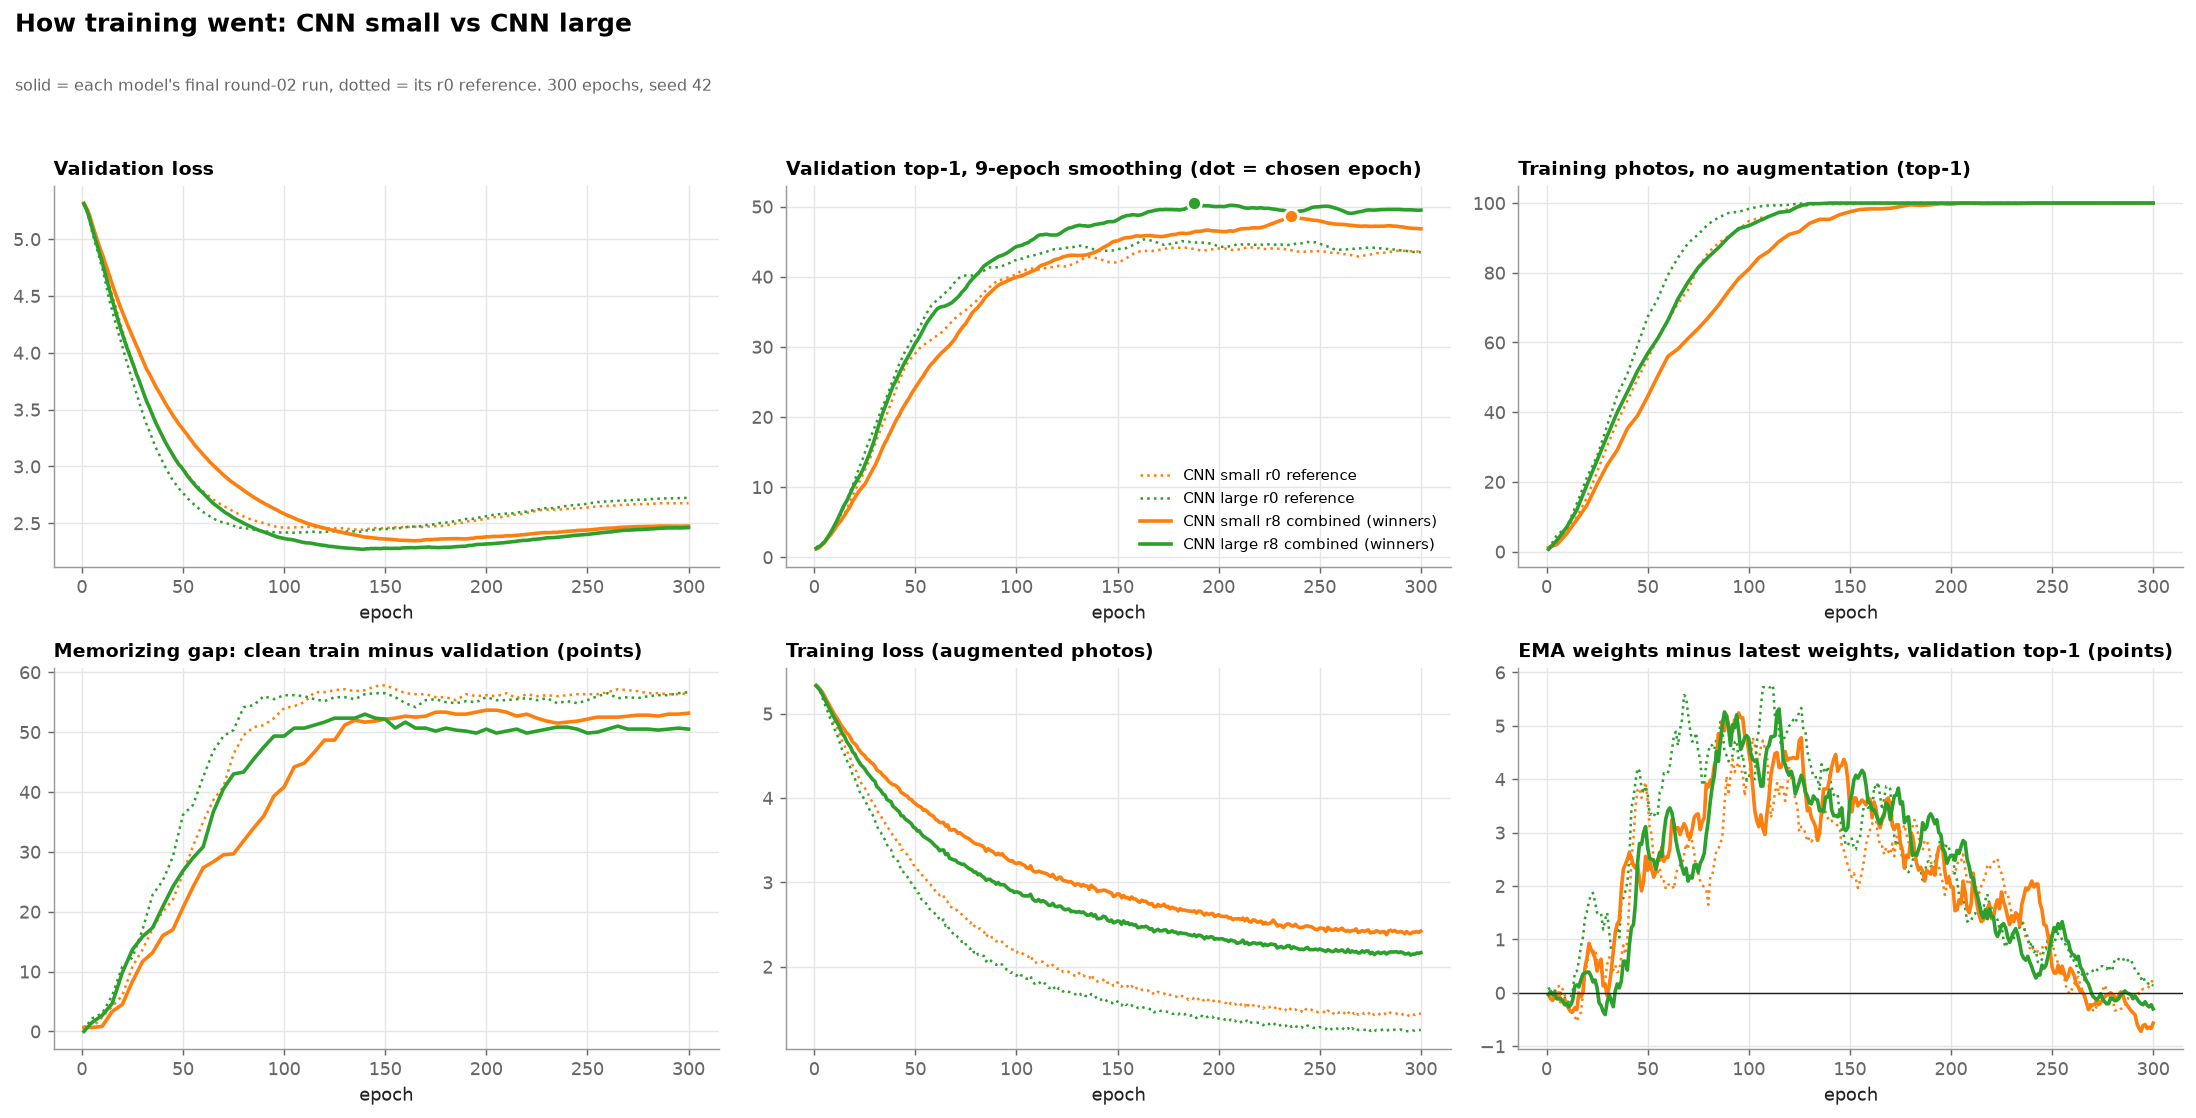 How training went: CNN small vs CNN large
solid = each model's final round-02 run, dotted = its r0 reference. 300 epochs, seed 42
Validation loss
5.0
4.5
4.0
3.5
3.0
2.5
0 50 100 150 200 250 300
epoch
Validation top-1, 9-epoch smoothing (dot = chosen epoch)
50
40
30
20
10
0
CNN small r0 reference
CNN large r0 reference
CNN small r8 combined (winners)
CNN large r8 combined (winners)
0 50 100 150 200 250 300
epoch
Training photos, no augmentation (top-1)
100
80
60
40
20
0
0 50 100 150 200 250 300
epoch
Memorizing gap: clean train minus validation (points)
60
50
40
30
20
10
0
0 50 100 150 200 250 300
epoch
Training loss (augmented photos)
5
4
3
2
0 50 100 150 200 250 300
epoch
EMA weights minus latest weights, validation top-1 (points)
6
5
4
3
2
1
0
−1
0 50 100 150 200 250 300
epoch